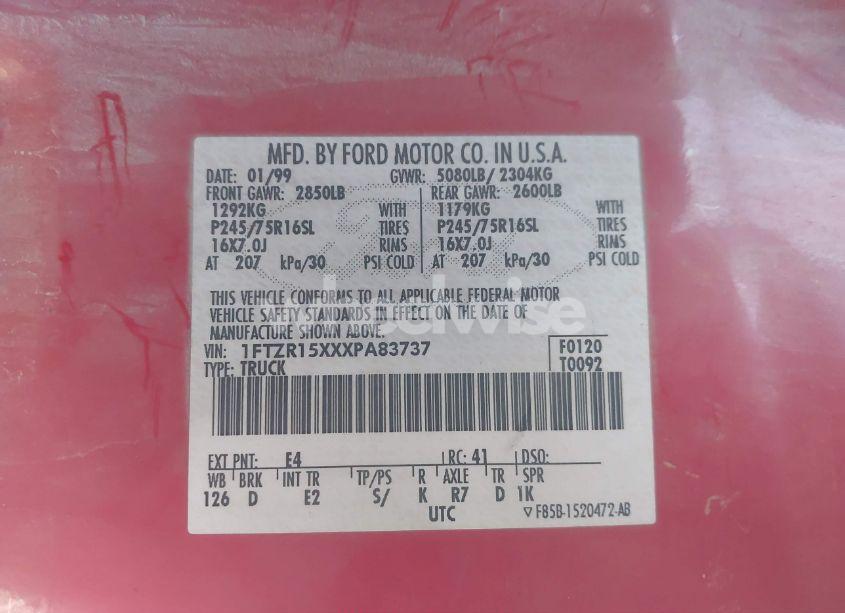 MFD. BY FORD MOTOR CO. IN U.S.A.
DATE: 01/99 GVWR: 5080LB/ 2304KG
FRONT GAWR: 2850LB REAR GAWR: 2600LB
1292KG WITH 1179KG WITH
P245/75R16SL TIRES P245/75R16SL TIRES
16X7.0J RINS 16X7.0J RINS
AT 207 kPa/30 PSI COLD AT 207 kPa/30 PSI COLD
THIS VEHICLE CONFORMS TO ALL APPLICABLE FEDERAL MOTOR
VEHICLE SAFETY STANDARDS IN EFFECT ON THE DATE OF
MANUFACTURE SHOWN ABOVE.
VIN: 1FTZR15XXXPA83737 F0120
TYPE: TRUCK T0092
EXT PNT: E4 RC: 41 DSO:
WB BRK INT TR TP/PS R AXLE TR SPR
126 D E2 S/ K R7 D 1K
UTC ▽ F85B-1520472-AB